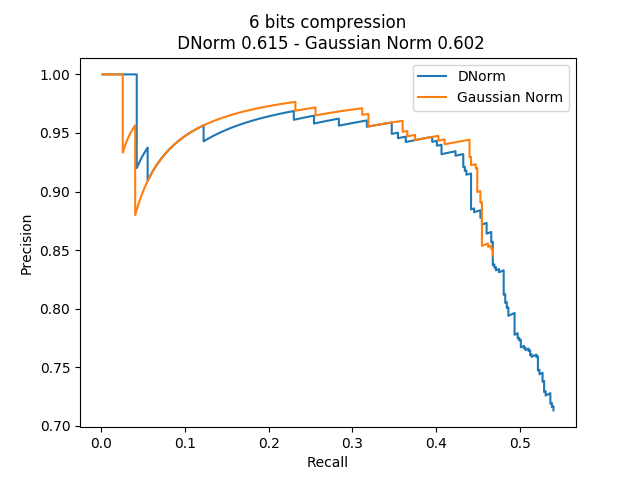 6 bits compression
DNorm 0.615 - Gaussian Norm 0.602
DNorm
Gaussian Norm
1.00
0.95
0.90
0.85
0.80
0.75
0.70
Precision
0.0 0.1 0.2 0.3 0.4 0.5
Recall